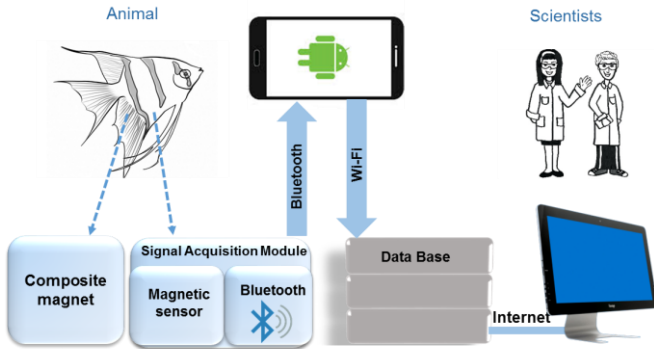 Animal
Scientists
Bluetooth
Wi-Fi
Composite
magnet
Signal Acquisition Module
Magnetic
sensor
Bluetooth
Data Base
Internet